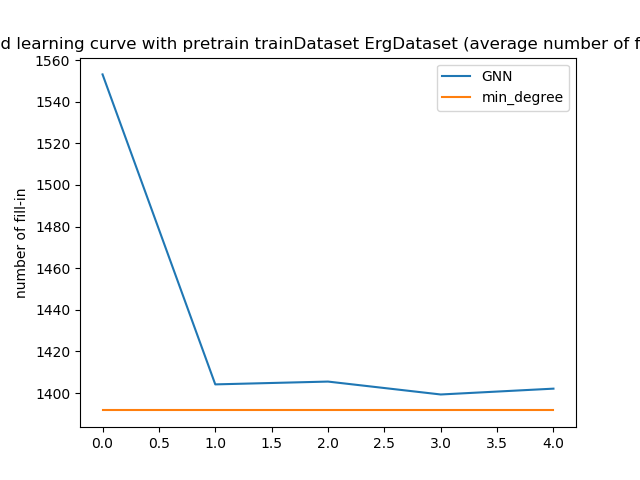 d learning curve with pretrain trainDataset ErgDataset (average number of f
GNN
min_degree
number of fill-in
1560
1540
1520
1500
1480
1460
1440
1420
1400
0.0 0.5 1.0 1.5 2.0 2.5 3.0 3.5 4.0